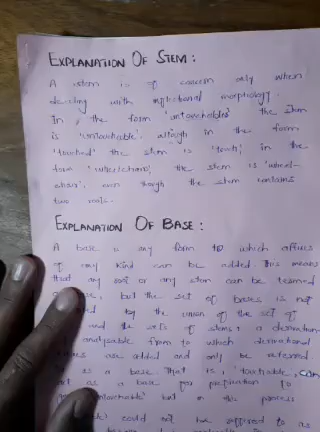 EXPLANATION OF STEM :
A stem is of concern only when
dealing with inflectional morphology.
In , the form 'untouchables' the stem
is 'untouchable'. although in the form
'touched' the stem is 'touch'; in the
form 'wheelchairs', the stem is 'wheel-
chair', even though the stem contains
two roots.
EXPLANATION OF BASE :
A base is any form to which affixes
of any kind can be added. This means
that any root or any stem can be termed
but the set of bases is not
by the union of the set of
and the sets of stems: a derivation-
analysable form to which derivational
are added and only be referred
as a base. That is, 'touchable', can
as a base for prefixation to
but in this process
could not be referred to as